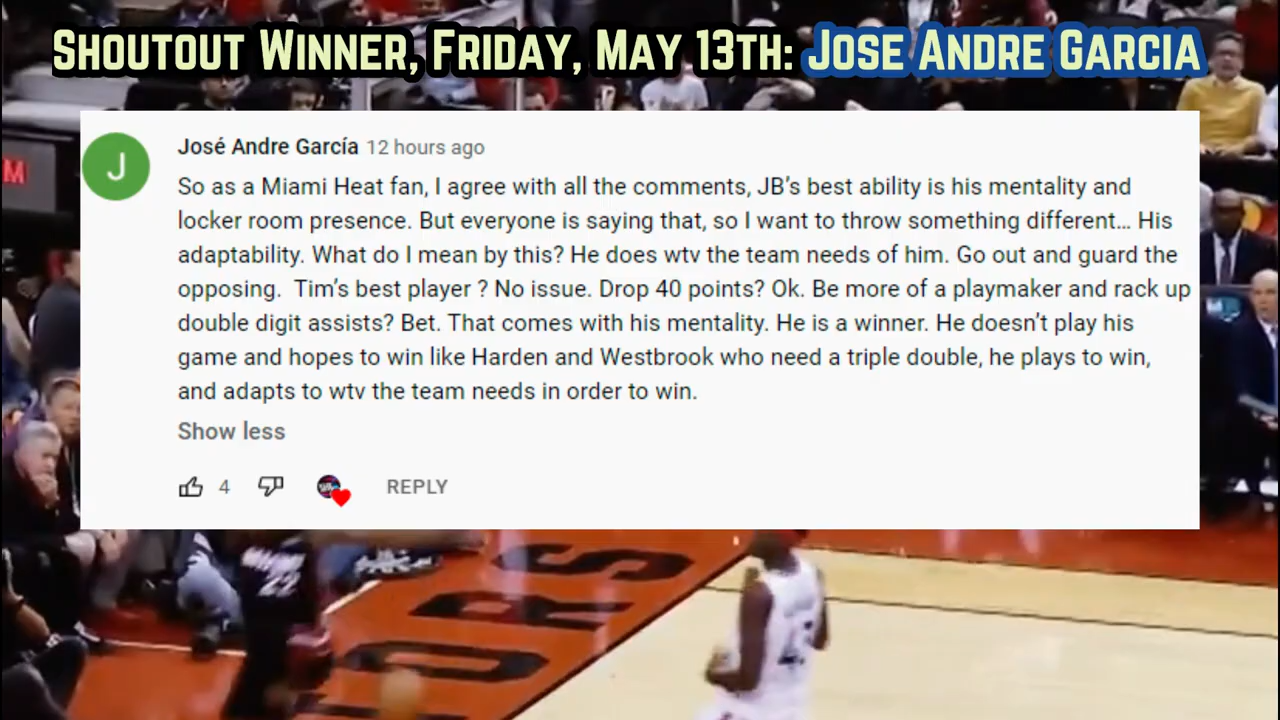 Shoutout Winner, Friday, May 13th: Jose Andre Garcia
J
José Andre García 12 hours ago
So as a Miami Heat fan, I agree with all the comments, JB’s best ability is his mentality and
locker room presence. But everyone is saying that, so I want to throw something different… His
adaptability. What do I mean by this? He does wtv the team needs of him. Go out and guard the
opposing.  Tim’s best player ? No issue. Drop 40 points? Ok. Be more of a playmaker and rack up
double digit assists? Bet. That comes with his mentality. He is a winner. He doesn’t play his
game and hopes to win like Harden and Westbrook who need a triple double, he plays to win,
and adapts to wtv the team needs in order to win.
Show less
4
REPLY
M
MIAMI
22
ORS